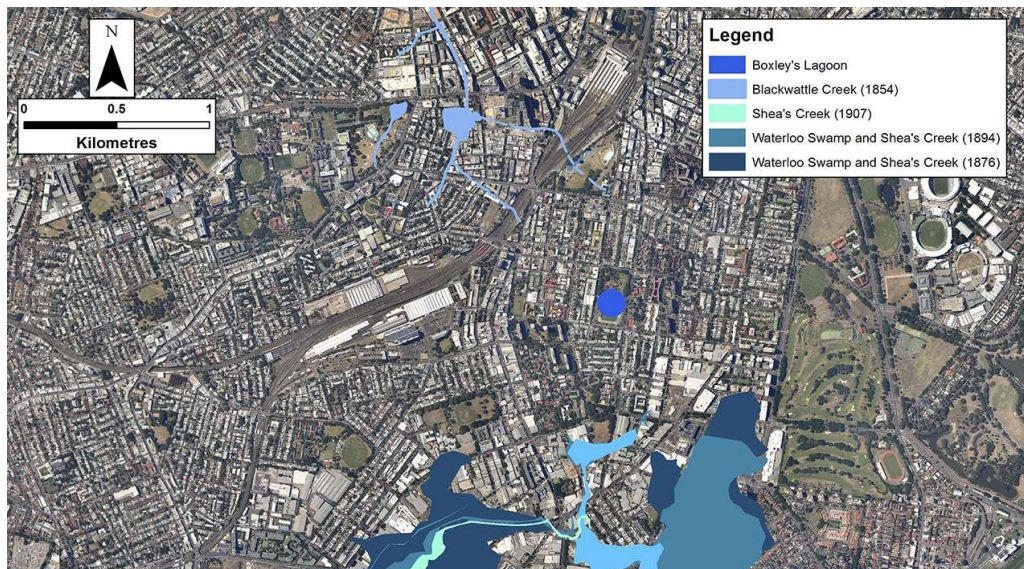 N
0 0.5 1
Kilometres
Legend
Boxley's Lagoon
Blackwattle Creek (1854)
Shea's Creek (1907)
Waterloo Swamp and Shea's Creek (1894)
Waterloo Swamp and Shea's Creek (1876)